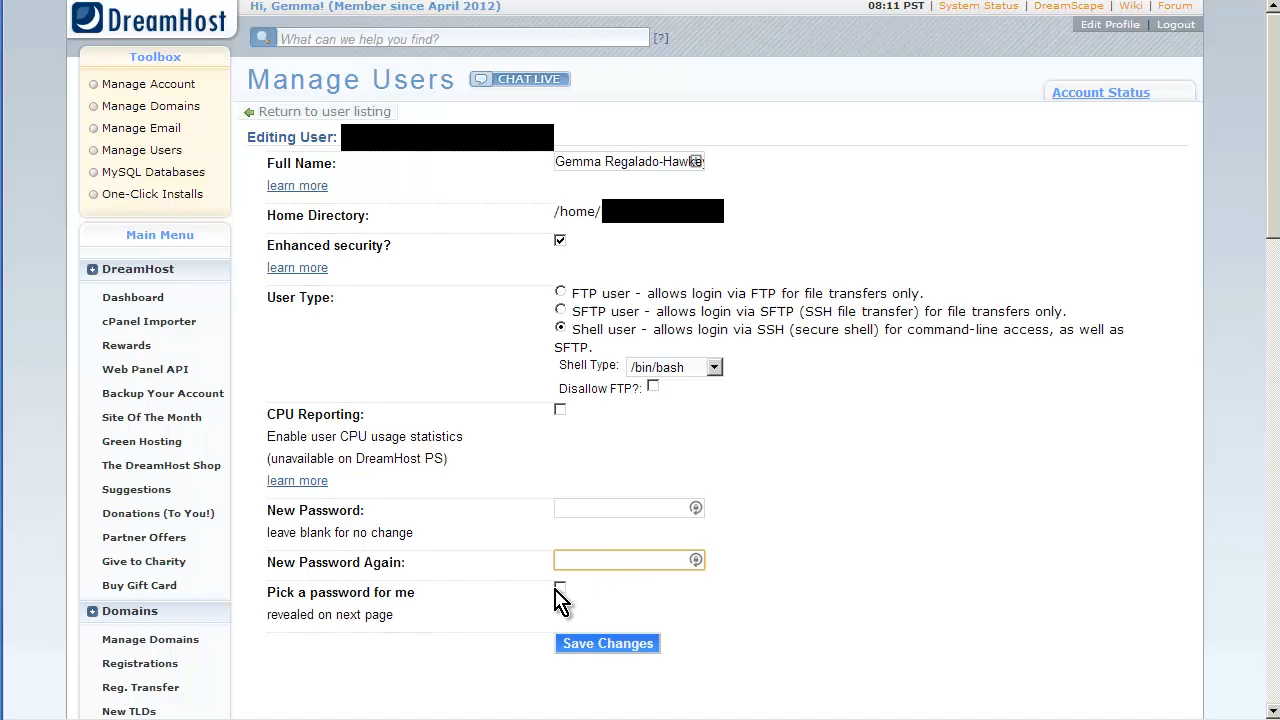 DreamHost
Hi, Gemma! (Member since April 2012)
08:11 PST | System Status | DreamScape | Wiki | Forum
Edit Profile | Logout
What can we help you find?
[?]
Toolbox
Manage Account
Manage Domains
Manage Email
Manage Users
MySQL Databases
One-Click Installs
Main Menu
DreamHost
Dashboard
cPanel Importer
Rewards
Web Panel API
Backup Your Account
Site Of The Month
Green Hosting
The DreamHost Shop
Suggestions
Donations (To You!)
Partner Offers
Give to Charity
Buy Gift Card
Domains
Manage Domains
Registrations
Reg. Transfer
New TLDs
Manage Users
CHAT LIVE
Account Status
Return to user listing
Editing User:
Full Name:
Gemma Regalado-Hawkey
learn more
Home Directory:
/home/
Enhanced security?
learn more
User Type:
FTP user - allows login via FTP for file transfers only.
SFTP user - allows login via SFTP (SSH file transfer) for file transfers only.
Shell user - allows login via SSH (secure shell) for command-line access, as well as
SFTP.
Shell Type: /bin/bash
Disallow FTP?:
CPU Reporting:
Enable user CPU usage statistics
(unavailable on DreamHost PS)
learn more
New Password:
leave blank for no change
New Password Again:
Pick a password for me
revealed on next page
Save Changes